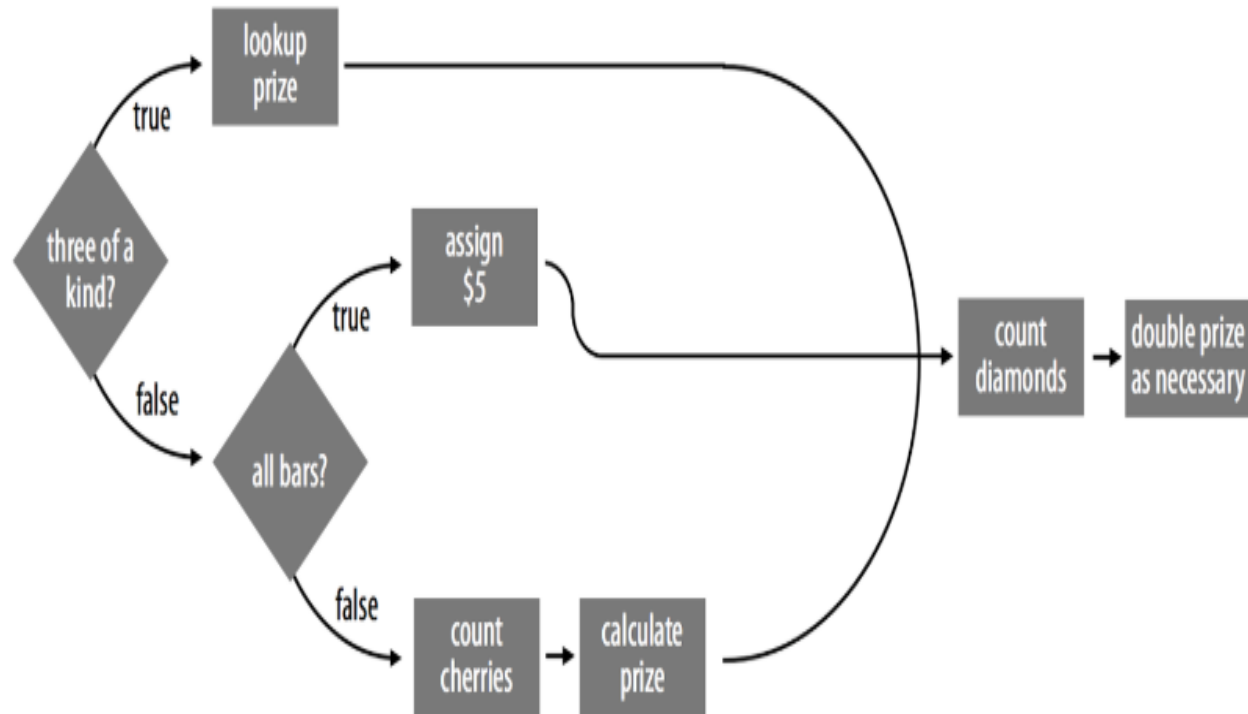 lookup
prize
true
three of a
kind?
false
assign
$5
true
all bars?
false
count
cherries
calculate
prize
count
diamonds
double prize
as necessary